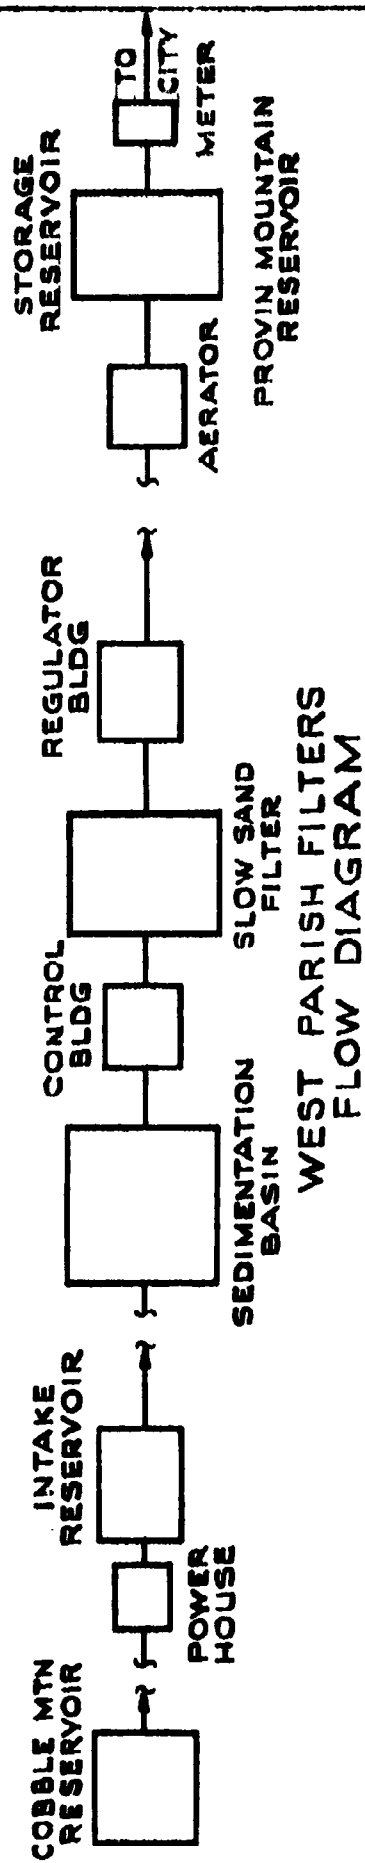 COBBLE MTN
RESERVOIR
POWER
HOUSE
INTAKE
RESERVOIR
SEDIMENTATION
BASIN
CONTROL
BLDG
SLOW SAND
FILTER
REGULATOR
BLDG
AERATOR
STORAGE
RESERVOIR
METER
TO
CITY
PROVIN MOUNTAIN
RESERVOIR
WEST PARISH FILTERS
FLOW DIAGRAM